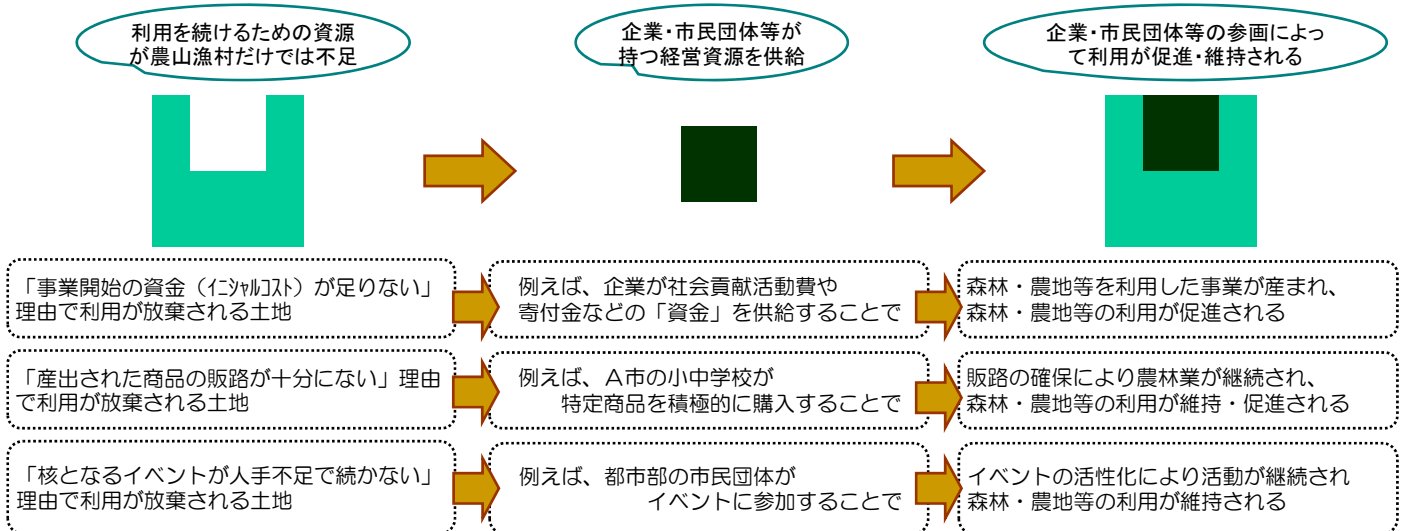 利用を続けるための資源
が農山漁村だけでは不足
企業・市民団体等が
持つ経営資源を供給
企業・市民団体等の参画によっ
て利用が促進・維持される
「事業開始の資金（ｲﾆｼｬﾙｺｽﾄ）が足りない」
理由で利用が放棄される土地
例えば、企業が社会貢献活動費や
寄付金などの「資金」を供給することで
森林・農地等を利用した事業が産まれ、
森林・農地等の利用が促進される
「産出された商品の販路が十分にない」理由
で利用が放棄される土地
例えば、Ａ市の小中学校が
特定商品を積極的に購入することで
販路の確保により農林業が継続され、
森林・農地等の利用が維持・促進される
「核となるイベントが人手不足で続かない」
理由で利用が放棄される土地
例えば、都市部の市民団体が
イベントに参加することで
イベントの活性化により活動が継続され
森林・農地等の利用が維持される